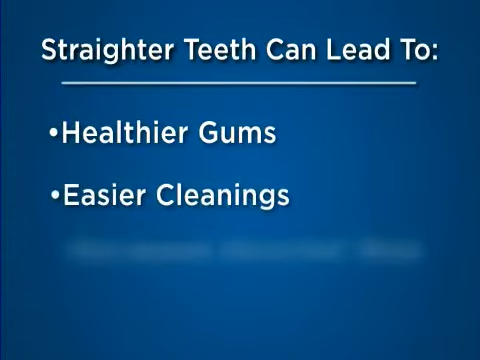 Straighter Teeth Can Lead To:
•Healthier Gums
•Easier Cleanings